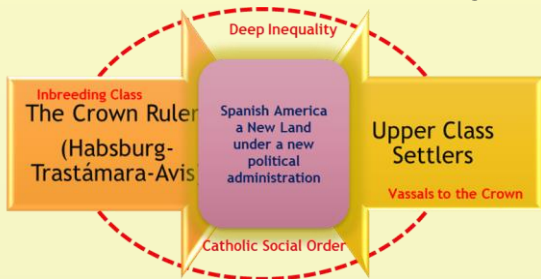 Deep Inequality
Inbreeding Class
The Crown Ruler
(Habsburg-
Trastámara-Avis)
Spanish America
a New Land
under a new
political
administration
Upper Class
Settlers
Vassals to the Crown
Catholic Social Order